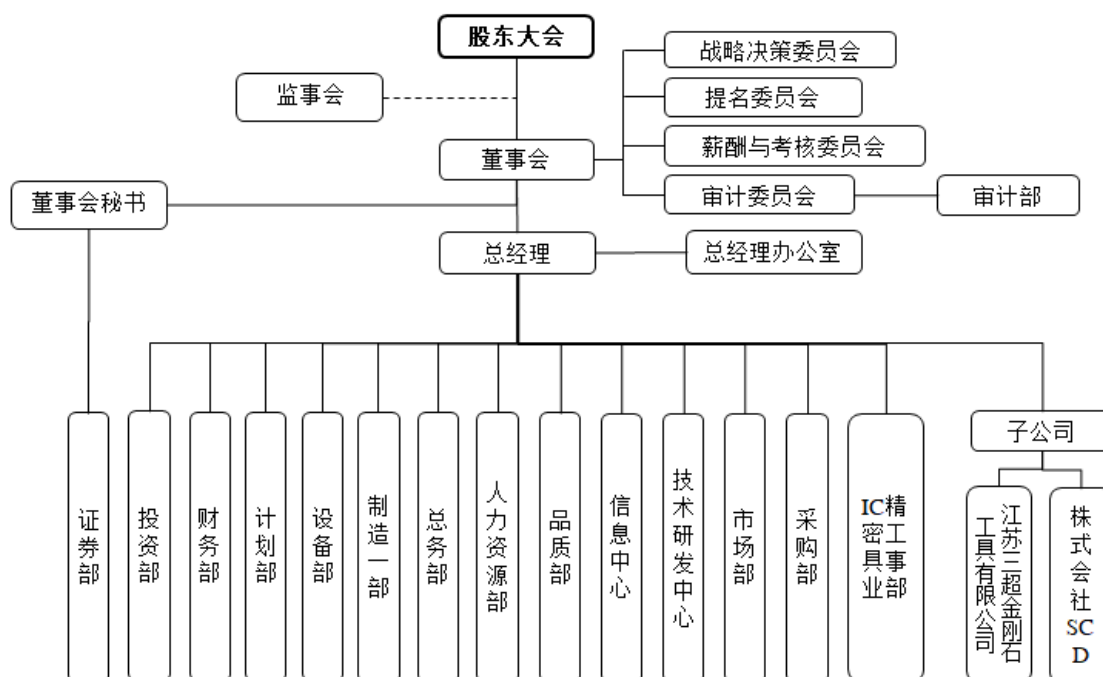 股东大会
战略决策委员会
监事会
提名委员会
薪酬与考核委员会
董事会
董事会秘书
审计委员会
审计部
总经理
总经理办公室
子公司
证券部
投资部
财务部
计划部
设备部
制造一部
总务部
人力资源部
品质部
信息中心
技术研发中心
市场部
采购部
IC精
密工
具事
业部
江苏三超金刚石
工具有限公司
株式会社
SC
D